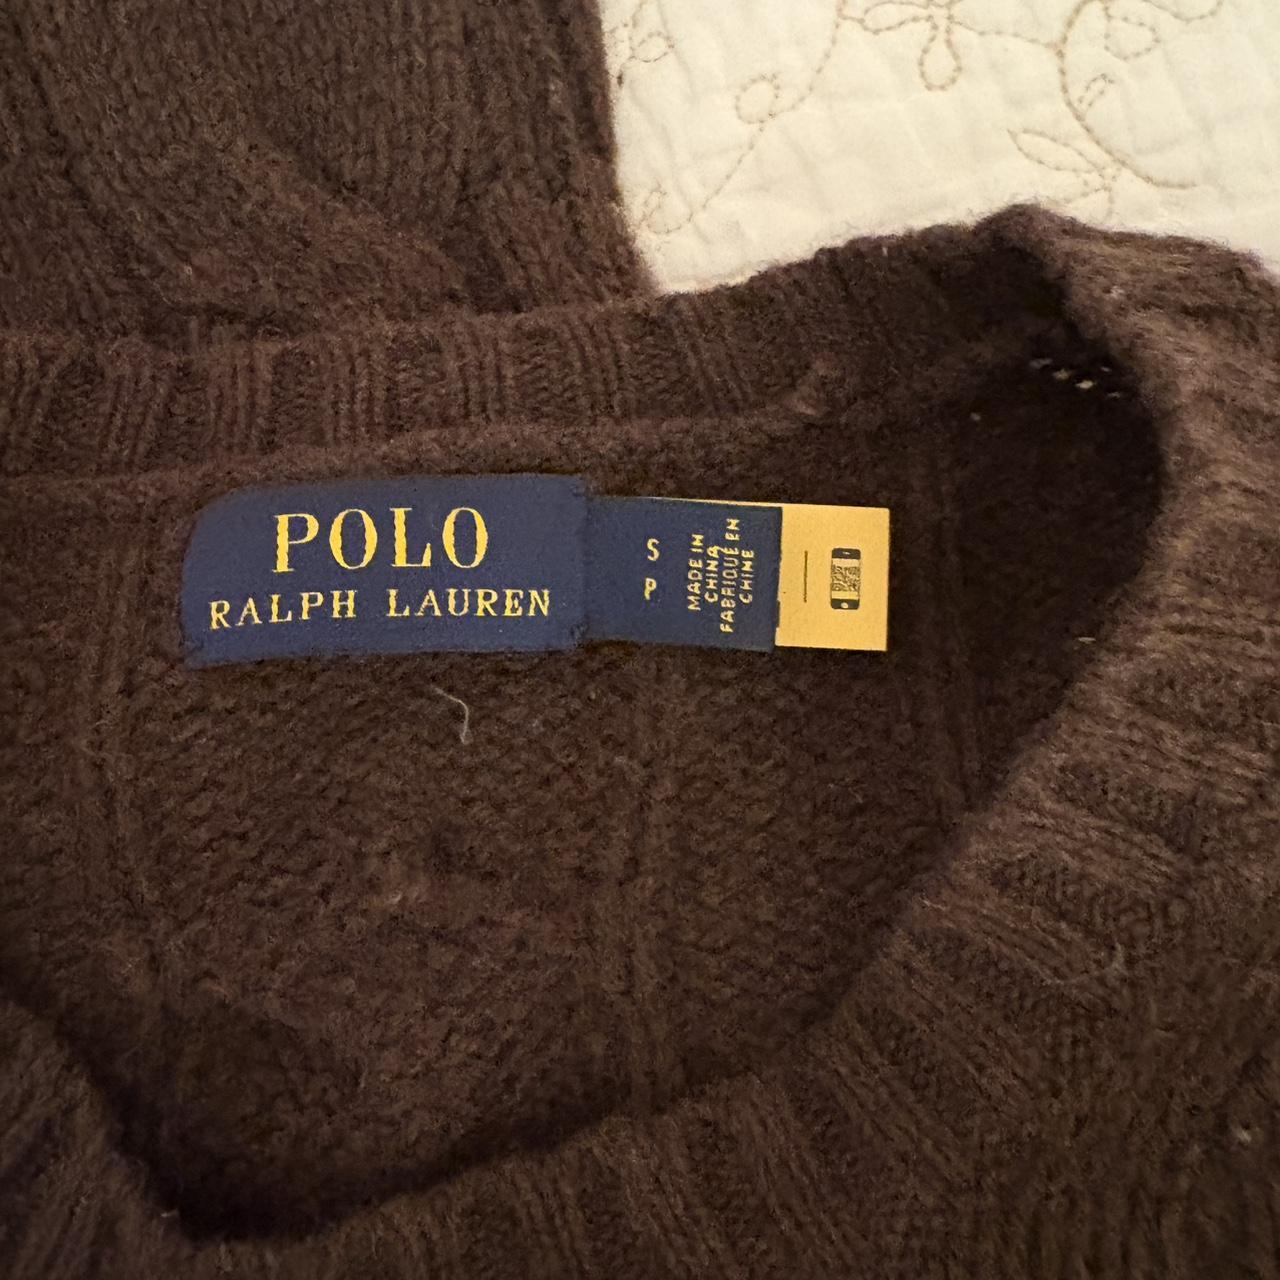 POLO
RALPH LAUREN
S
P
MADE IN
CHINA
FABRIQUÉ EN
CHINE